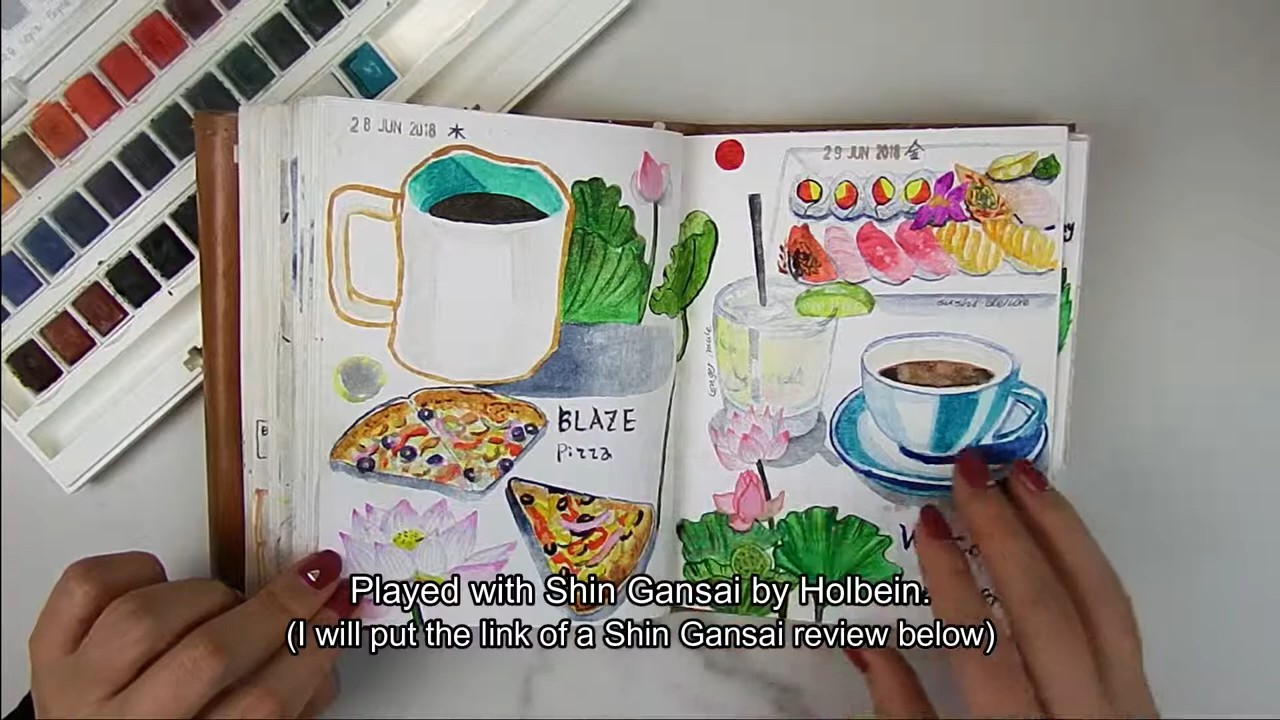 28 JUN 2018 木
29 JUN 2018 金
sushi deluxe
BLAZE
Pizza
Played with Shin Gansai by Holbein.
(I will put the link of a Shin Gansai review below)